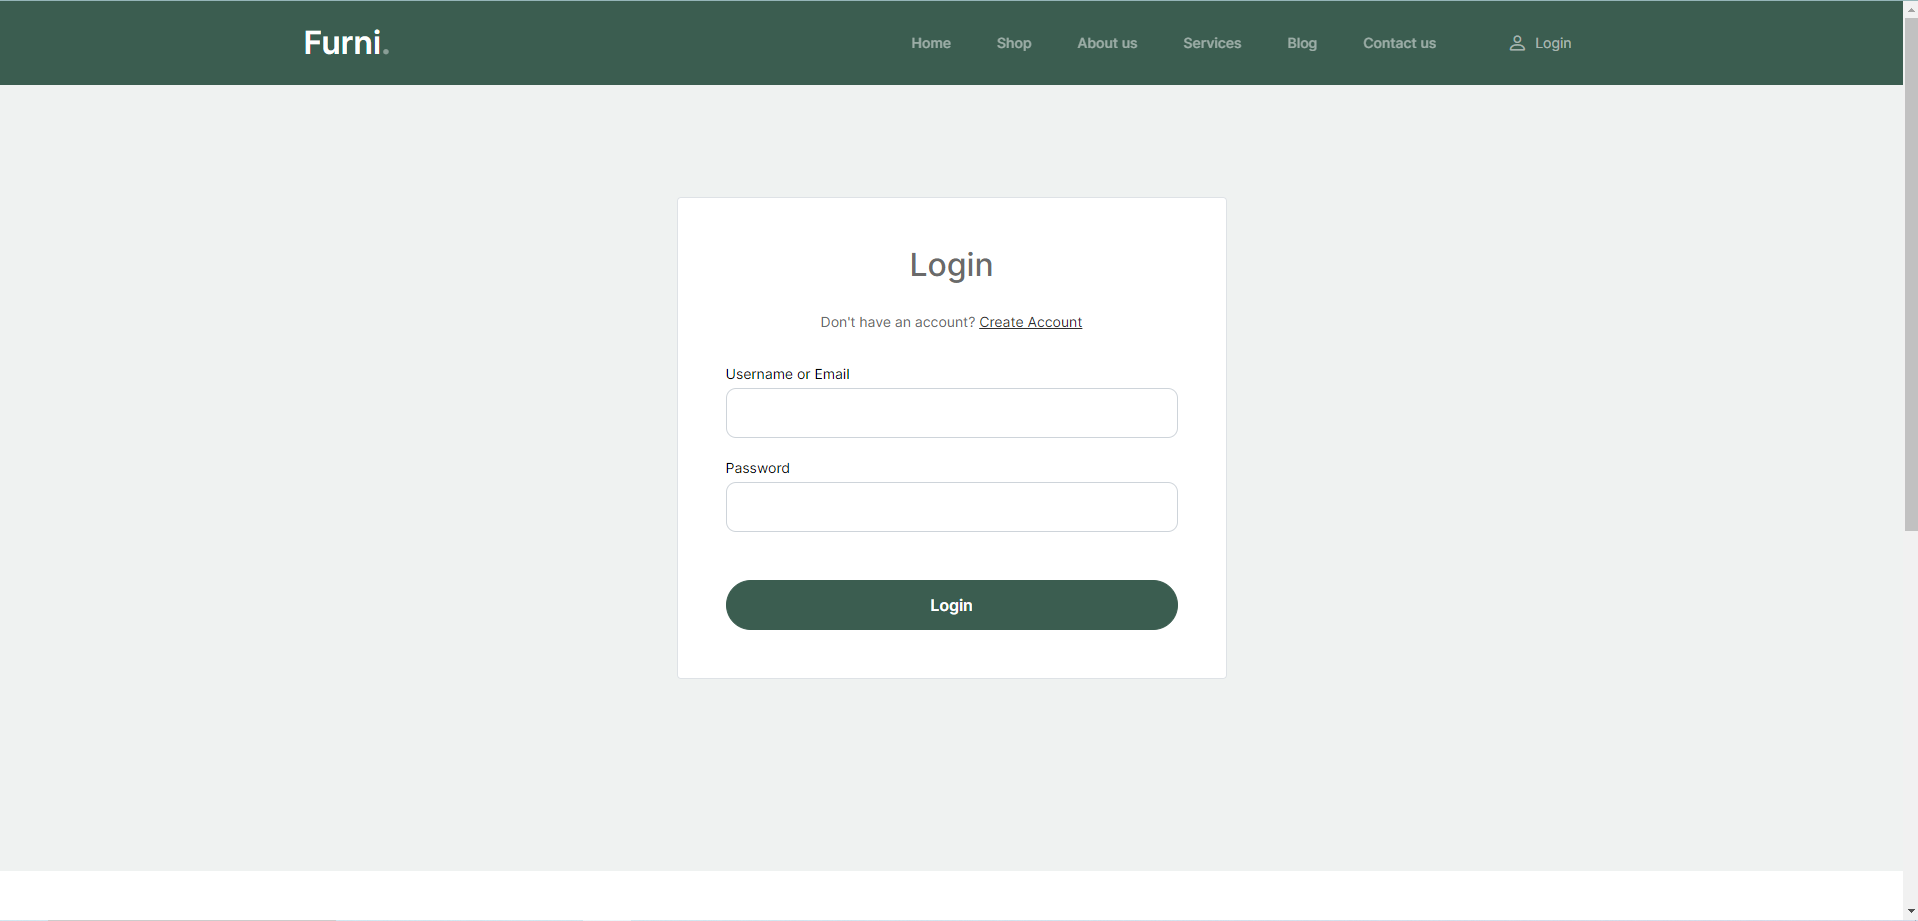 Furni.
Home Shop About us Services Blog Contact us Login
Login
Don't have an account? Create Account
Username or Email
Password
Login